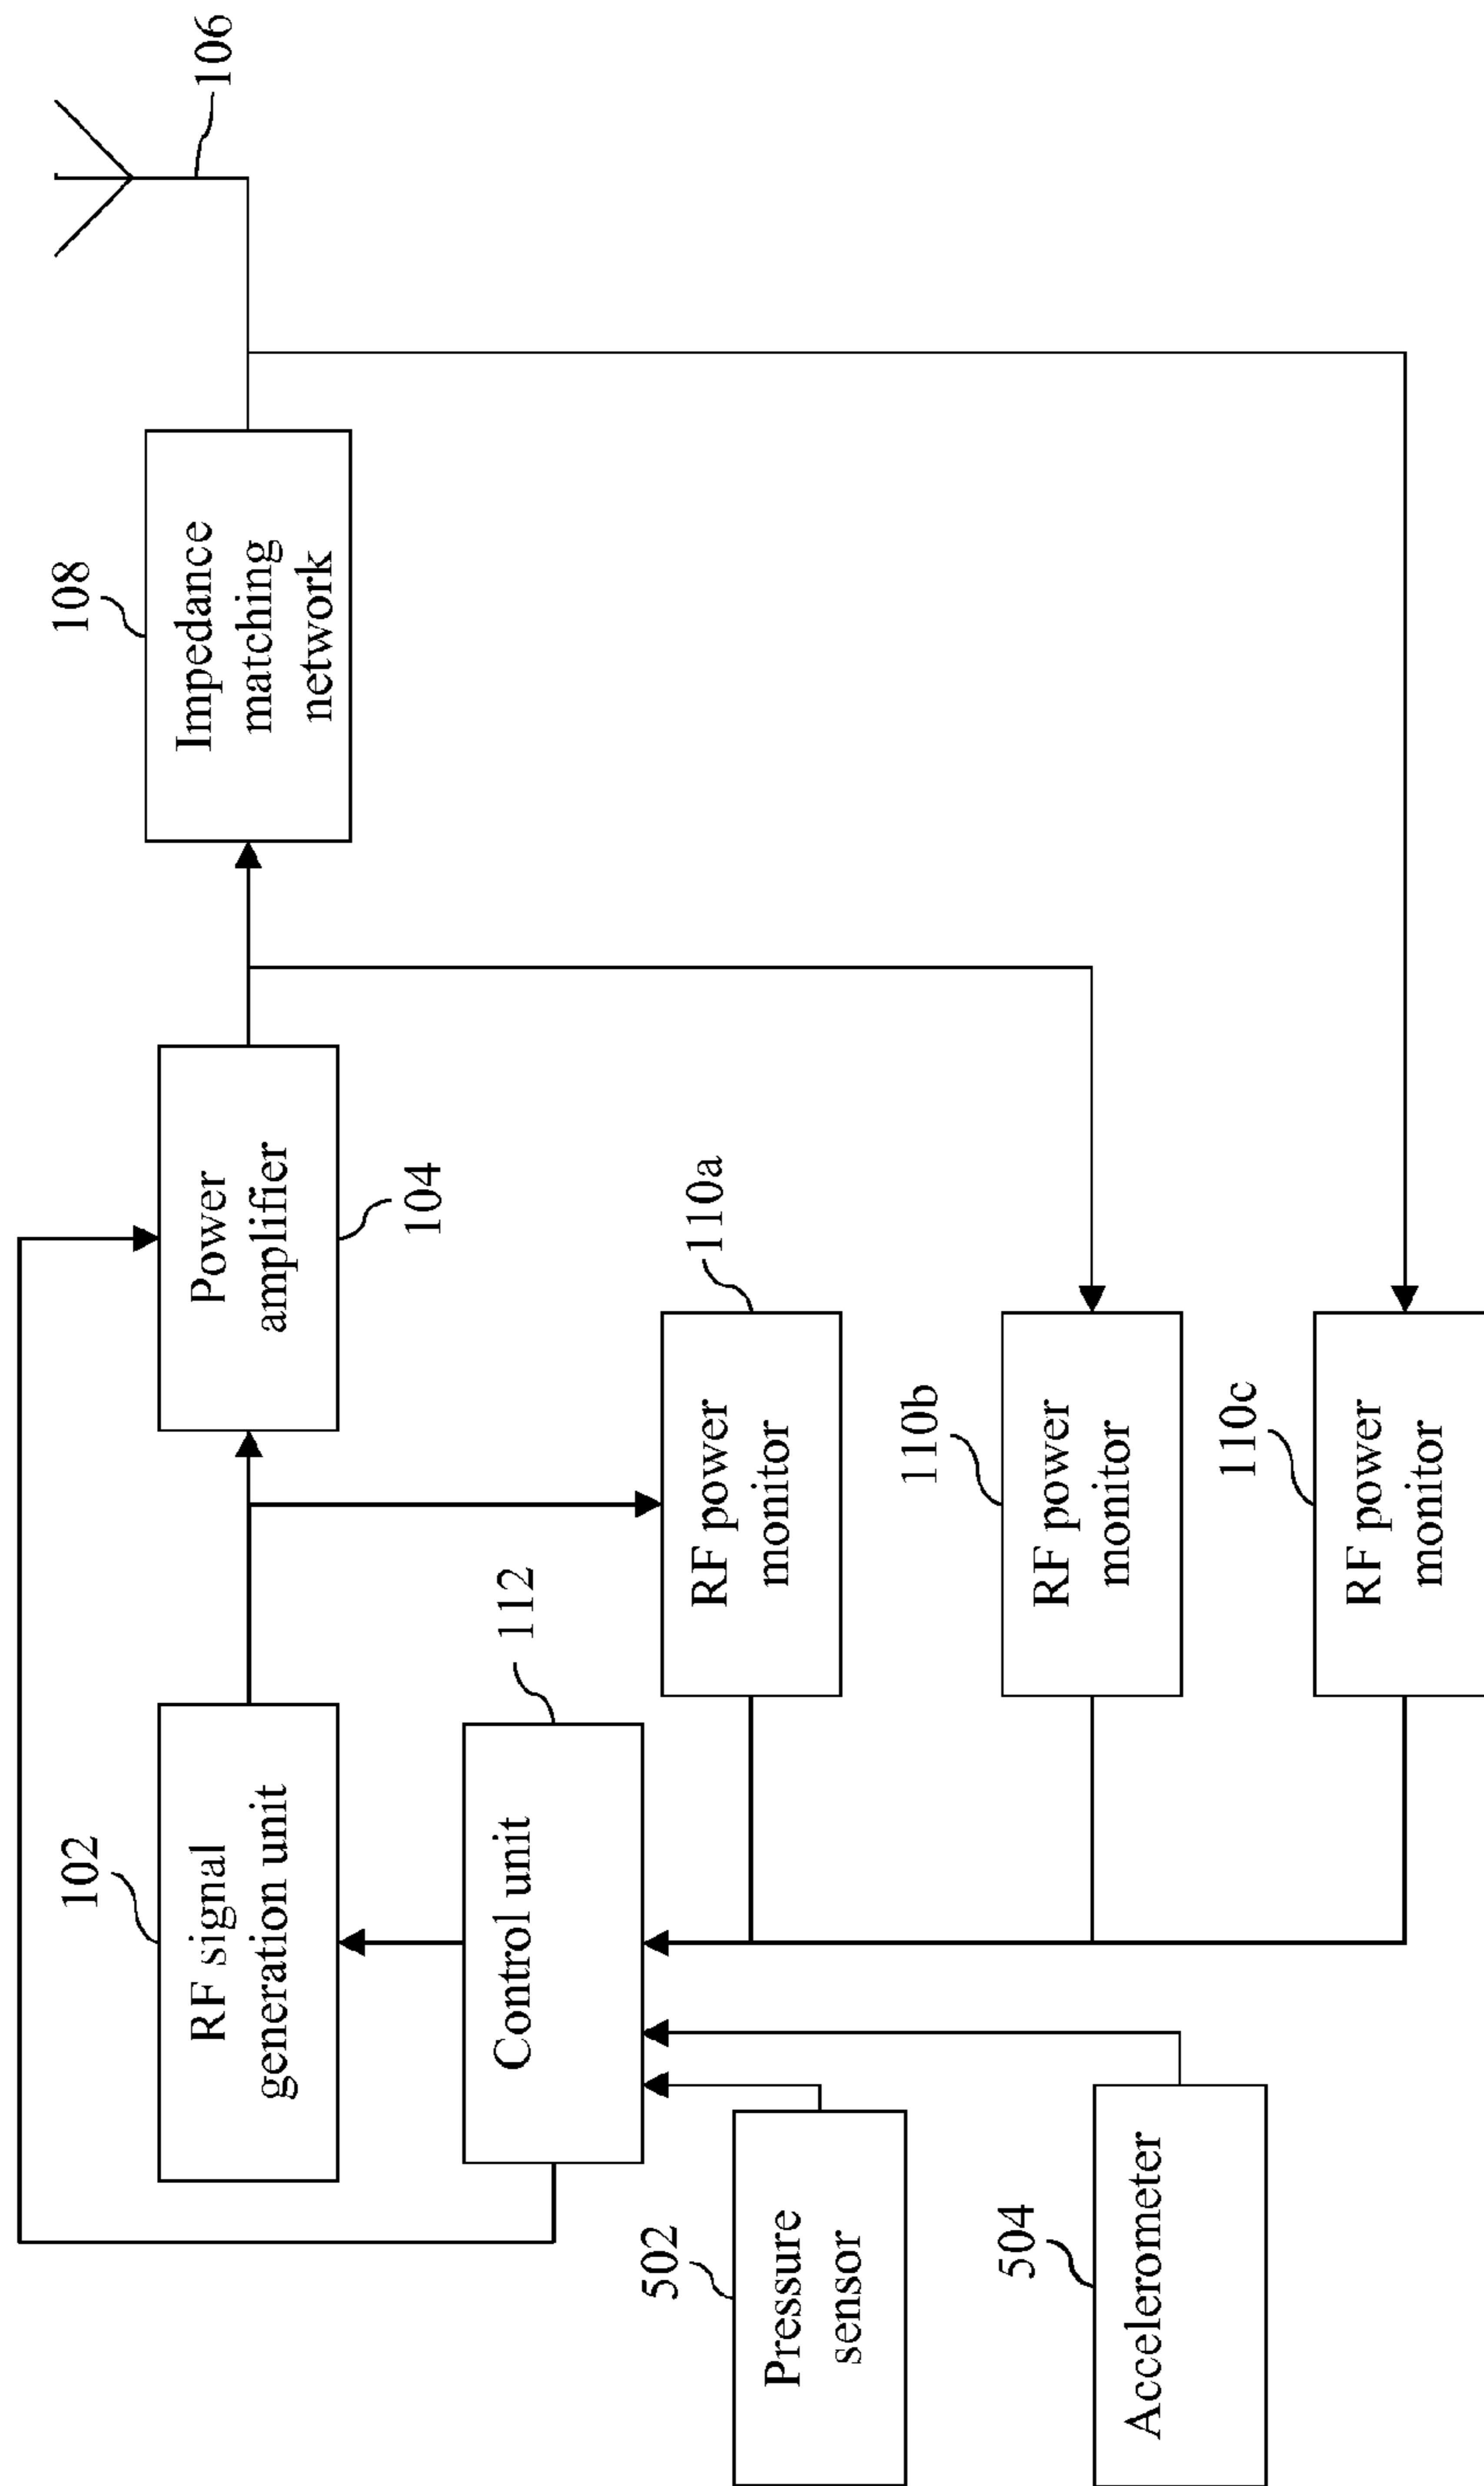 102
RF signal
generation unit
Power
amplifier
104
108
Impedance
matching
network
106
112
Control unit
110a
RF power
monitor
502
Pressure
sensor
110b
RF power
monitor
504
Accelerometer
110c
RF power
monitor